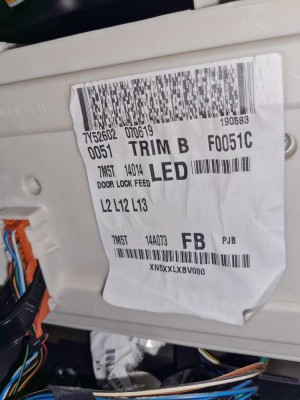 7Y52602 070619 190583
0051 TRIM B F0051C
7M5T 14014 LED
DOOR LOCK FEED
L2 L12 L13
7M5T 14A073 FB PJB
XN5XXLXBV000